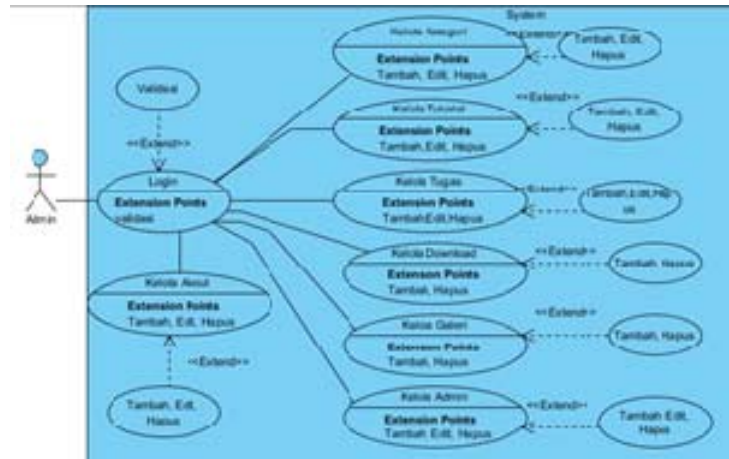 System
Kelola Kategori
Extension Points
Tambah, Edit, Hapus
<<Extend>>
Tambah, Edit,
Hapus
Validasi
<<Extend>>
Kelola Tutorial
Extension Points
Tambah,Edit, Hapus
<<Extend>>
Tambah, Edit,
Hapus
Admin
Login
Extension Points
validasi
Kelola Tugas
Extension Points
TambahEdit,Hapus
<<Extend>>
Tambah,Edit,Hap
us
Kelola Download
Extension Points
Tambah, Hapus
<<Extend>>
Tambah, Hapus
Kelola About
Extension Points
Tambah, Edit, Hapus
<<Extend>>
Tambah, Edit,
Hapus
Kelola Galeri
Extension Points
Tambah, Hapus
<<Extend>>
Tambah, Hapus
Kelola Admin
Extension Points
Tambah Edit, Hapus
<<Extend>>
Tambah Edit,
Hapus